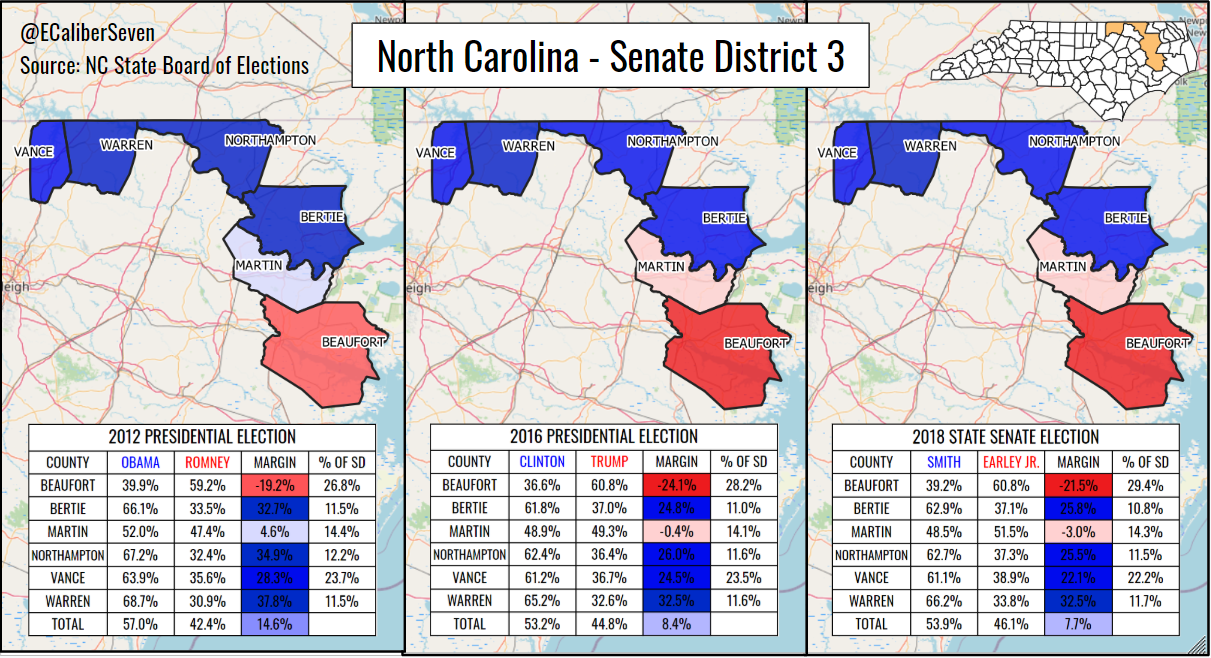 @ECaliberSeven
Source: NC State Board of Elections
North Carolina - Senate District 3
VANCE
WARREN
NORTHAMPTON
BERTIE
MARTIN
BEAUFORT
eigh
2012 PRESIDENTIAL ELECTION
COUNTY OBAMA ROMNEY MARGIN % OF SD
BEAUFORT 39.9% 59.2% -19.2% 26.8%
BERTIE 66.1% 33.5% 32.7% 11.5%
MARTIN 52.0% 47.4% 4.6% 14.4%
NORTHAMPTON 67.2% 32.4% 34.9% 12.2%
VANCE 63.9% 35.6% 28.3% 23.7%
WARREN 68.7% 30.9% 37.8% 11.5%
TOTAL 57.0% 42.4% 14.6%
VANCE
WARREN
NORTHAMPTON
BERTIE
MARTIN
BEAUFORT
eigh
2016 PRESIDENTIAL ELECTION
COUNTY CLINTON TRUMP MARGIN % OF SD
BEAUFORT 36.6% 60.8% -24.1% 28.2%
BERTIE 61.8% 37.0% 24.8% 11.0%
MARTIN 48.9% 49.3% -0.4% 14.1%
NORTHAMPTON 62.4% 36.4% 26.0% 11.6%
VANCE 61.2% 36.7% 24.5% 23.5%
WARREN 65.2% 32.6% 32.5% 11.6%
TOTAL 53.2% 44.8% 8.4%
VANCE
WARREN
NORTHAMPTON
BERTIE
MARTIN
BEAUFORT
eigh
2018 STATE SENATE ELECTION
COUNTY SMITH EARLEY JR. MARGIN % OF SD
BEAUFORT 39.2% 60.8% -21.5% 29.4%
BERTIE 62.9% 37.1% 25.8% 10.8%
MARTIN 48.5% 51.5% -3.0% 14.3%
NORTHAMPTON 62.7% 37.3% 25.5% 11.5%
VANCE 61.1% 38.9% 22.1% 22.2%
WARREN 66.2% 33.8% 32.5% 11.7%
TOTAL 53.9% 46.1% 7.7%